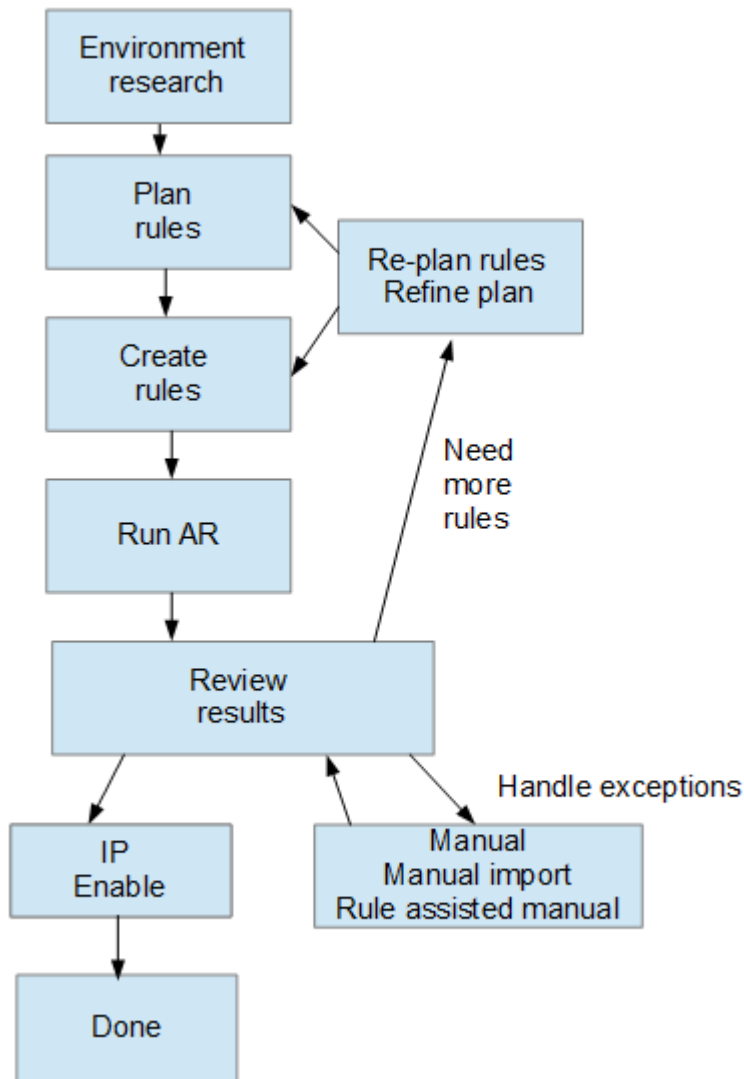 Environment
research
Plan
rules
Re-plan rules
Refine plan
Create
rules
Need
more
rules
Run AR
Review
results
Handle exceptions
IP
Enable
Manual
Manual import
Rule assisted manual
Done